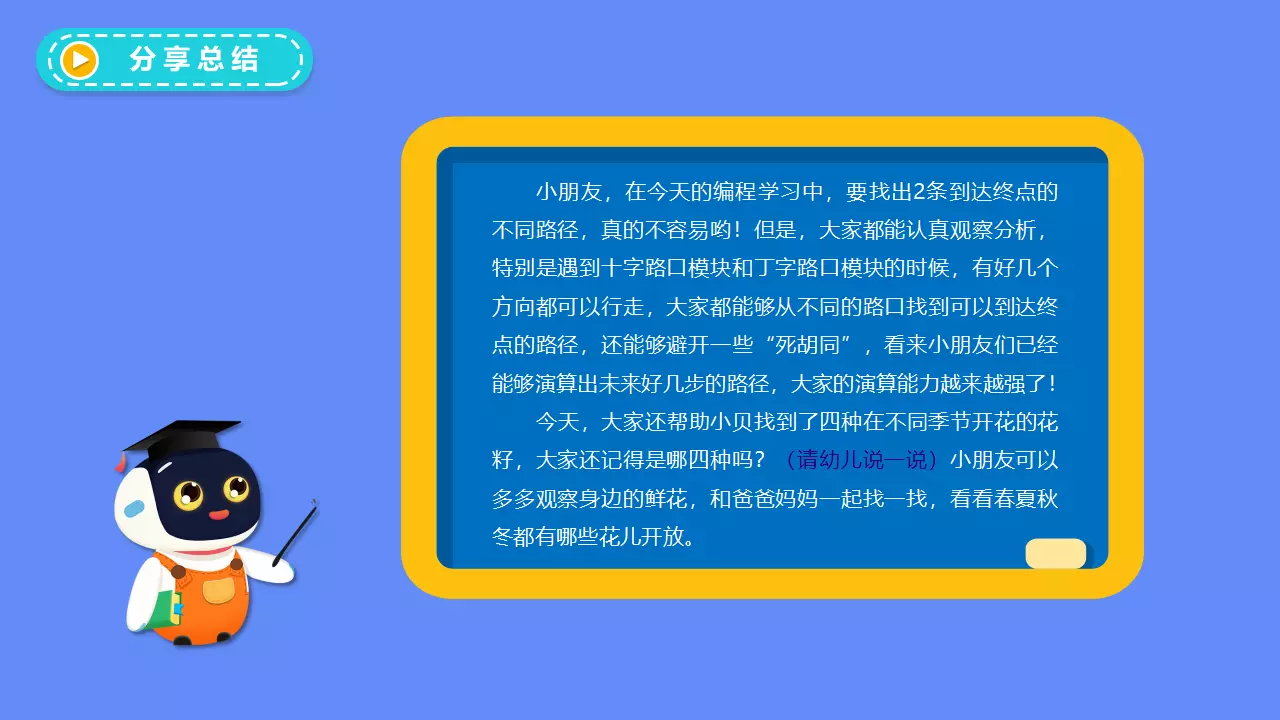 分享总结
小朋友，在今天的编程学习中，要找出2条到达终点的
不同路径，真的不容易哟！但是，大家都能认真观察分析，
特别是遇到十字路口模块和丁字路口模块的时候，有好几个
方向都可以行走，大家都能够从不同的路口找到可以到达终
点的路径，还能够避开一些“死胡同”，看来小朋友们已经
能够演算出未来好几步的路径，大家的演算能力越来越强了！
今天，大家还帮助小贝找到了四种在不同季节开花的花
籽，大家还记得是哪四种吗？（请幼儿说一说）小朋友可以
多多观察身边的鲜花，和爸爸妈妈一起找一找，看看春夏秋
冬都有哪些花儿开放。